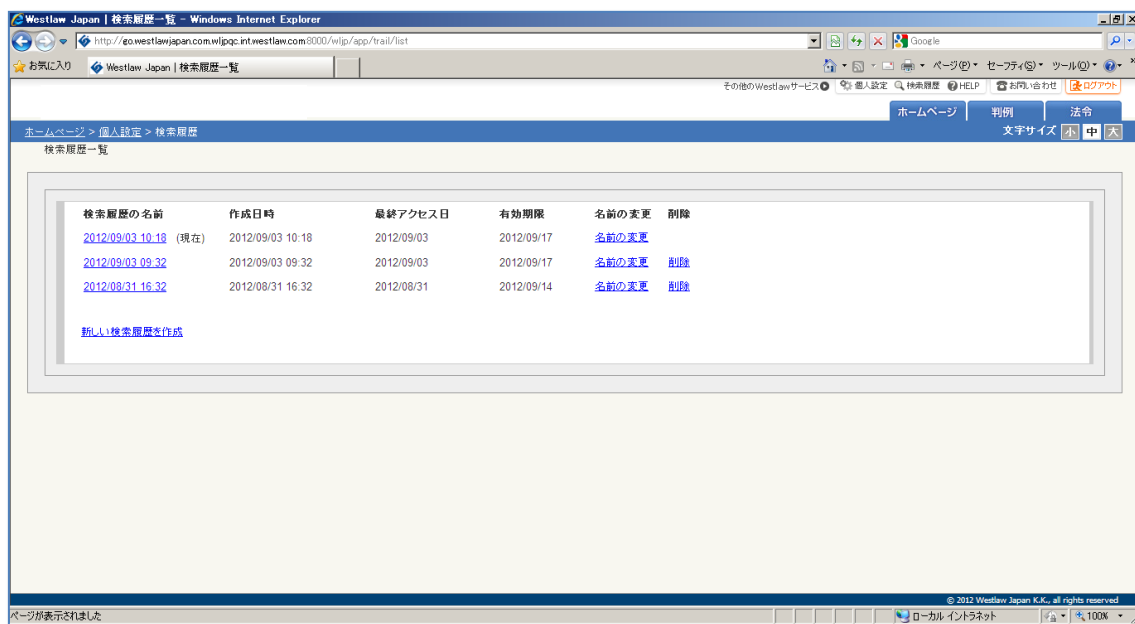 Westlaw Japan | 検索履歴一覧 - Windows Internet Explorer
http://go.westlawjapan.com.wljpqc.int.westlaw.com:8000/wljp/app/trail/list
Google
お気に入り
Westlaw Japan | 検索履歴一覧
ページ(P)
セーフティ(S)
ツール(O)
その他のWestlawサービス 個人設定 検索履歴 HELP お問い合わせ ログアウト
ホームページ 判例 法令
ホームページ > 個人設定 > 検索履歴
文字サイズ 小 中 大
検索履歴一覧
検索履歴の名前 作成日時 最終アクセス日 有効期限 名前の変更 削除
2012/09/03 10:18 (現在) 2012/09/03 10:18 2012/09/03 2012/09/17 名前の変更
2012/09/03 09:32 2012/09/03 09:32 2012/09/03 2012/09/17 名前の変更 削除
2012/08/31 16:32 2012/08/31 16:32 2012/08/31 2012/09/14 名前の変更 削除
新しい検索履歴を作成
© 2012 Westlaw Japan K.K., all rights reserved
ページが表示されました
ローカル イントラネット
100%